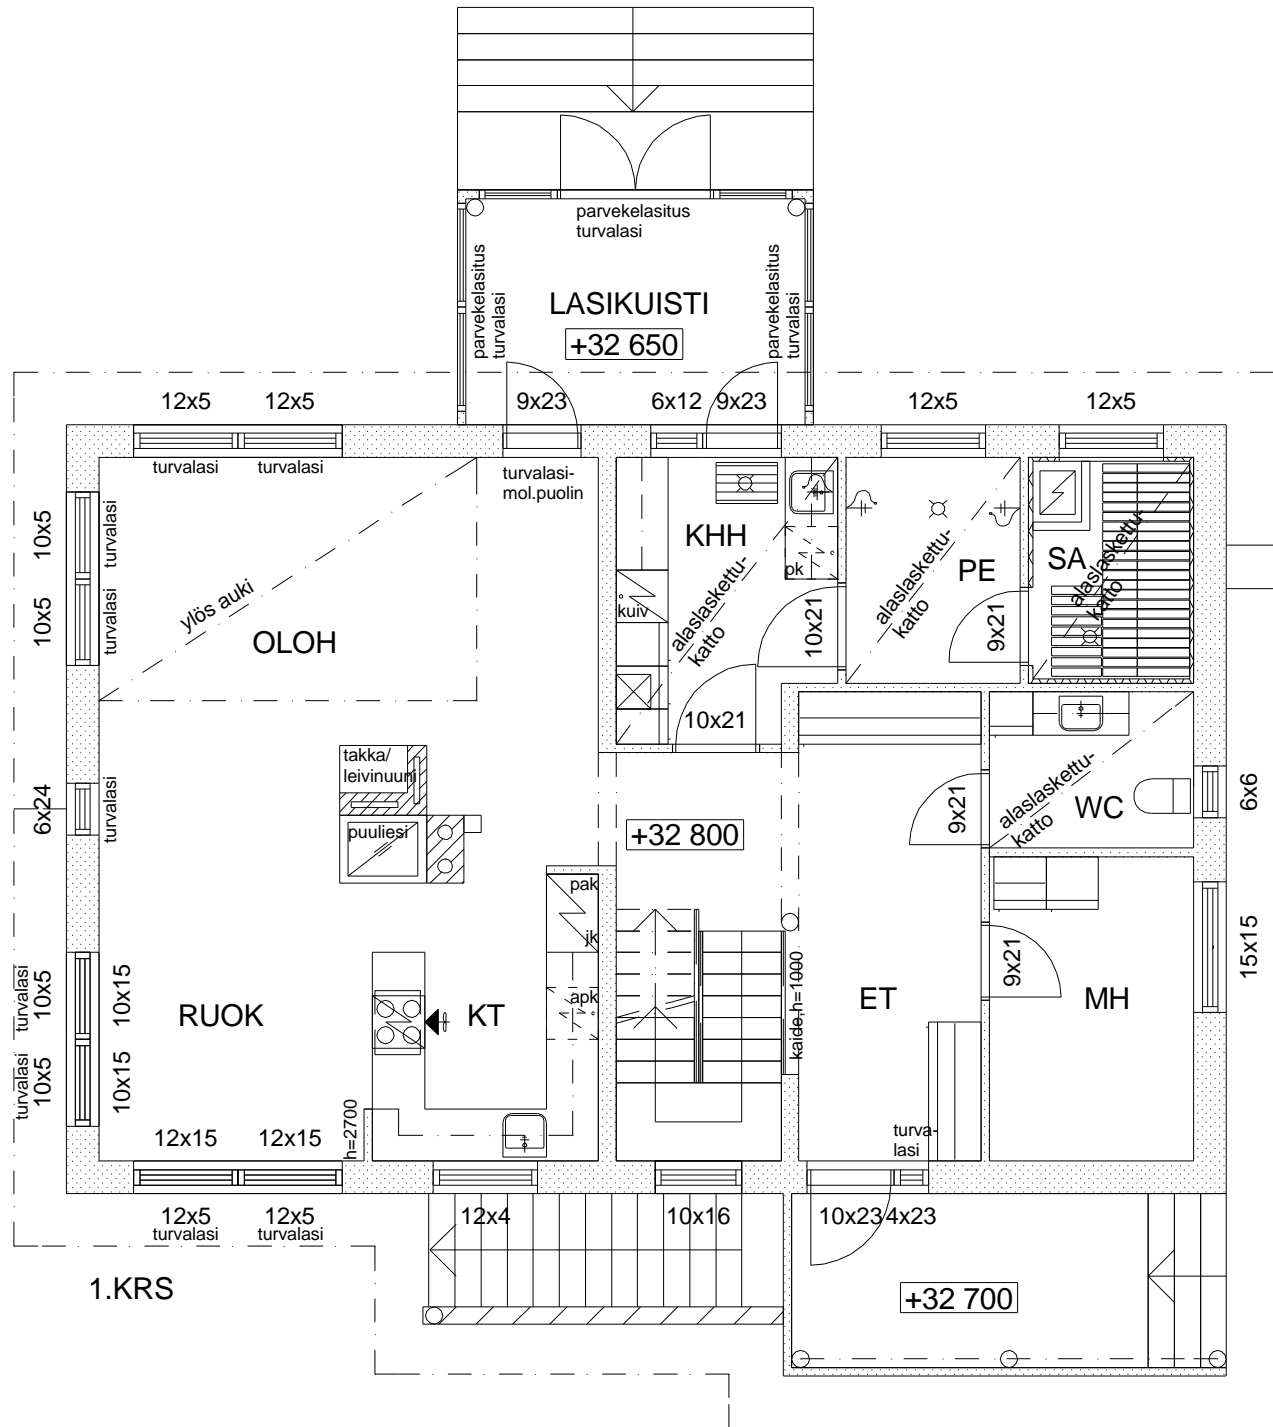 parvekelasitus
turvalasi
parvekelasitus
turvalasi
parvekelasitus
turvalasi
LASIKUISTI
+32 650
12x5
12x5
9x23
6x12
9x23
12x5
12x5
turvalasi
turvalasi
turvalasi-
mol.puolin
10x5
turvalasi
10x5
turvalasi
ylös auki
OLOH
KHH
pk
kuiv
alaslaskettu-
katto
10x21
10x21
PE
alaslaskettu-
katto
9x21
SA
alaslaskettu-
katto
takka/
leivinuuni
puuliesi
6x24
turvalasi
+32 800
9x21
WC
alaslaskettu-
katto
6x6
pak
jk
apk
15x15
9x21
kaide,h=1000
ET
MH
turvalasi
10x5
10x15
turvalasi
10x5
10x15
RUOK
KT
12x15
12x15
h=2700
turva-
lasi
12x5
turvalasi
12x5
turvalasi
12x4
10x16
10x23
4x23
1.KRS
+32 700